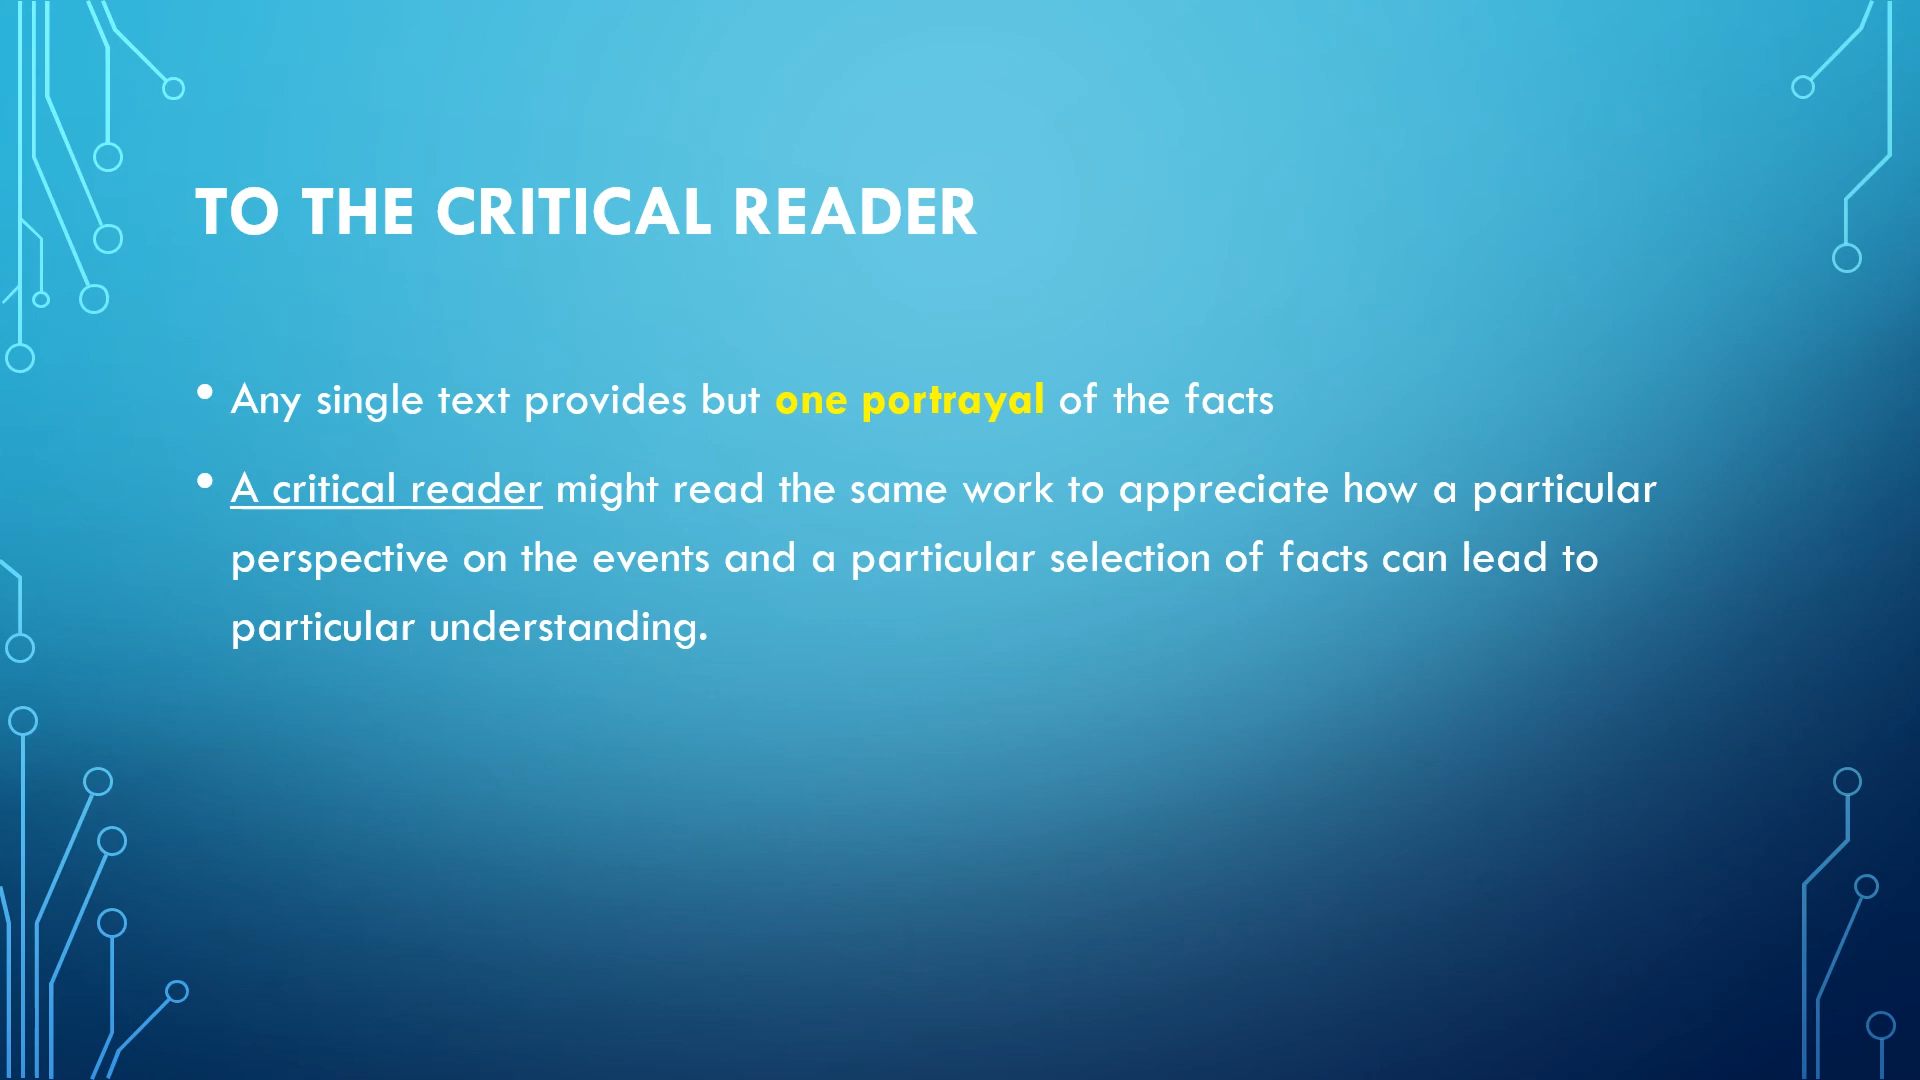 TO THE CRITICAL READER
• Any single text provides but one portrayal of the facts
• A critical reader might read the same work to appreciate how a particular
perspective on the events and a particular selection of facts can lead to
particular understanding.